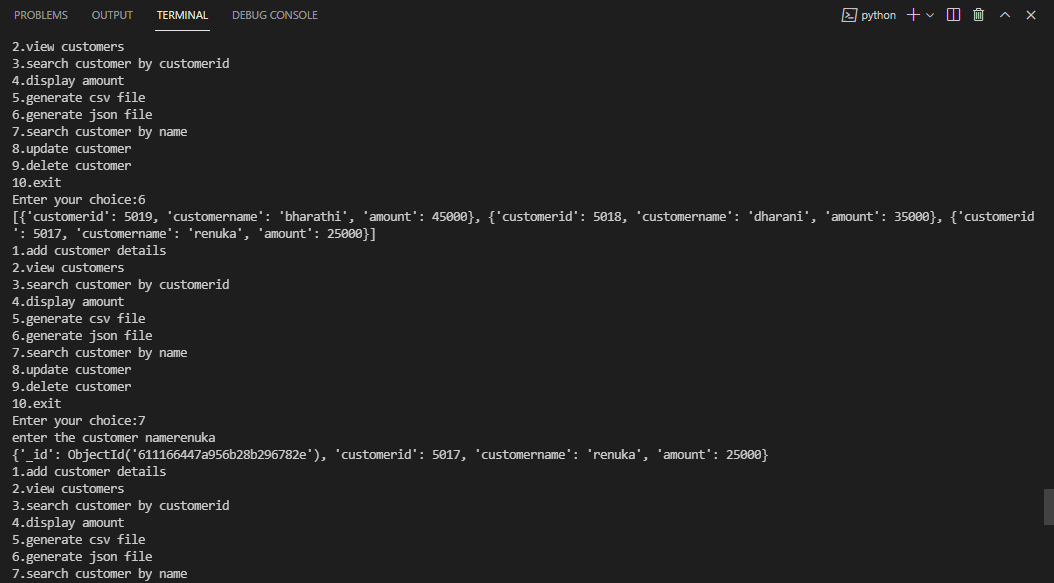 PROBLEMS OUTPUT TERMINAL DEBUG CONSOLE python
2.view customers
3.search customer by customerid
4.display amount
5.generate csv file
6.generate json file
7.search customer by name
8.update customer
9.delete customer
10.exit
Enter your choice:6
[{'customerid': 5019, 'customername': 'bharathi', 'amount': 45000}, {'customerid': 5018, 'customername': 'dharani', 'amount': 35000}, {'customerid
': 5017, 'customername': 'renuka', 'amount': 25000}]
1.add customer details
2.view customers
3.search customer by customerid
4.display amount
5.generate csv file
6.generate json file
7.search customer by name
8.update customer
9.delete customer
10.exit
Enter your choice:7
enter the customer namerenuka
{'_id': ObjectId('611166447a956b28b296782e'), 'customerid': 5017, 'customername': 'renuka', 'amount': 25000}
1.add customer details
2.view customers
3.search customer by customerid
4.display amount
5.generate csv file
6.generate json file
7.search customer by name